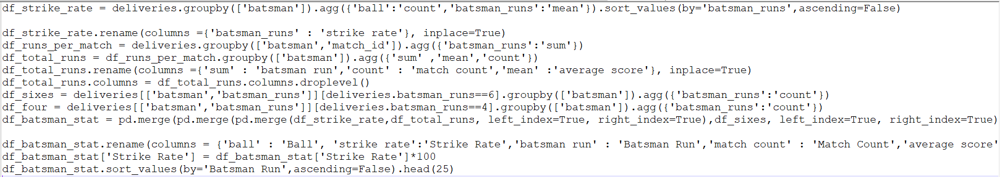 df_strike_rate = deliveries.groupby(['batsman']).agg({'ball':'count','batsman_runs':'mean'}).sort_values(by='batsman_runs',ascending=False)
df_strike_rate.rename(columns ={'batsman_runs' : 'strike rate'}, inplace=True)
df_runs_per_match = deliveries.groupby(['batsman','match_id']).agg({'batsman_runs':'sum'})
df_total_runs = df_runs_per_match.groupby(['batsman']).agg({'sum' ,'mean','count'})
df_total_runs.rename(columns ={'sum' : 'batsman run','count' : 'match count','mean' :'average score'}, inplace=True)
df_total_runs.columns = df_total_runs.columns.droplevel()
df_sixes = deliveries[['batsman','batsman_runs']][deliveries.batsman_runs==6].groupby(['batsman']).agg({'batsman_runs':'count'})
df_four = deliveries[['batsman','batsman_runs']][deliveries.batsman_runs==4].groupby(['batsman']).agg({'batsman_runs':'count'})
df_batsman_stat = pd.merge(pd.merge(pd.merge(df_strike_rate,df_total_runs, left_index=True, right_index=True),df_sixes, left_index=True, right_index=True)
df_batsman_stat.rename(columns = {'ball' : 'Ball', 'strike rate':'Strike Rate','batsman run' : 'Batsman Run','match count' : 'Match Count','average score'
df_batsman_stat['Strike Rate'] = df_batsman_stat['Strike Rate']*100
df_batsman_stat.sort_values(by='Batsman Run',ascending=False).head(25)